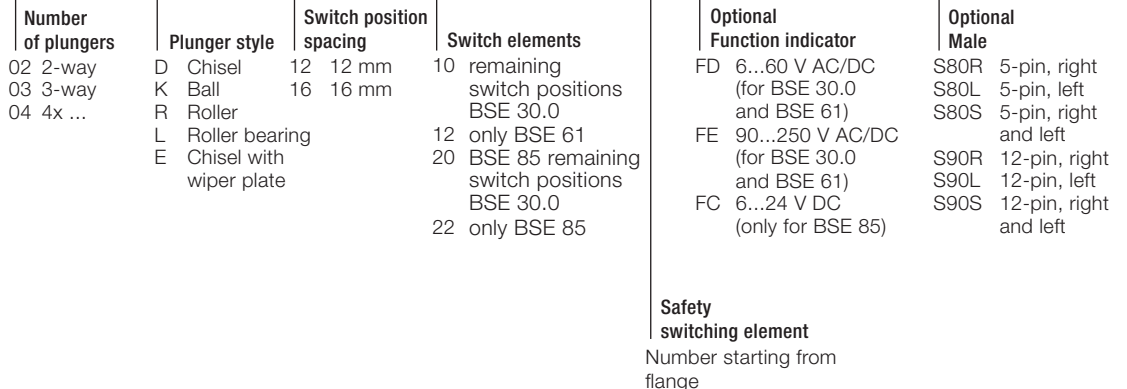 Number
of plungers
02 2-way
03 3-way
04 4x ...
Plunger style
D Chisel
K Ball
R Roller
L Roller bearing
E Chisel with
wiper plate
Switch position
spacing
12 12 mm
16 16 mm
Switch elements
10 remaining
switch positions
BSE 30.0
12 only BSE 61
20 BSE 85 remaining
switch positions
BSE 30.0
22 only BSE 85
Safety
switching element
Number starting from
flange
Optional
Function indicator
FD 6...60 V AC/DC
(for BSE 30.0
and BSE 61)
FE 90...250 V AC/DC
(for BSE 30.0
and BSE 61)
FC 6...24 V DC
(only for BSE 85)
Optional
Male
S80R 5-pin, right
S80L 5-pin, left
S80S 5-pin, right
and left
S90R 12-pin, right
S90L 12-pin, left
S90S 12-pin, right
and left